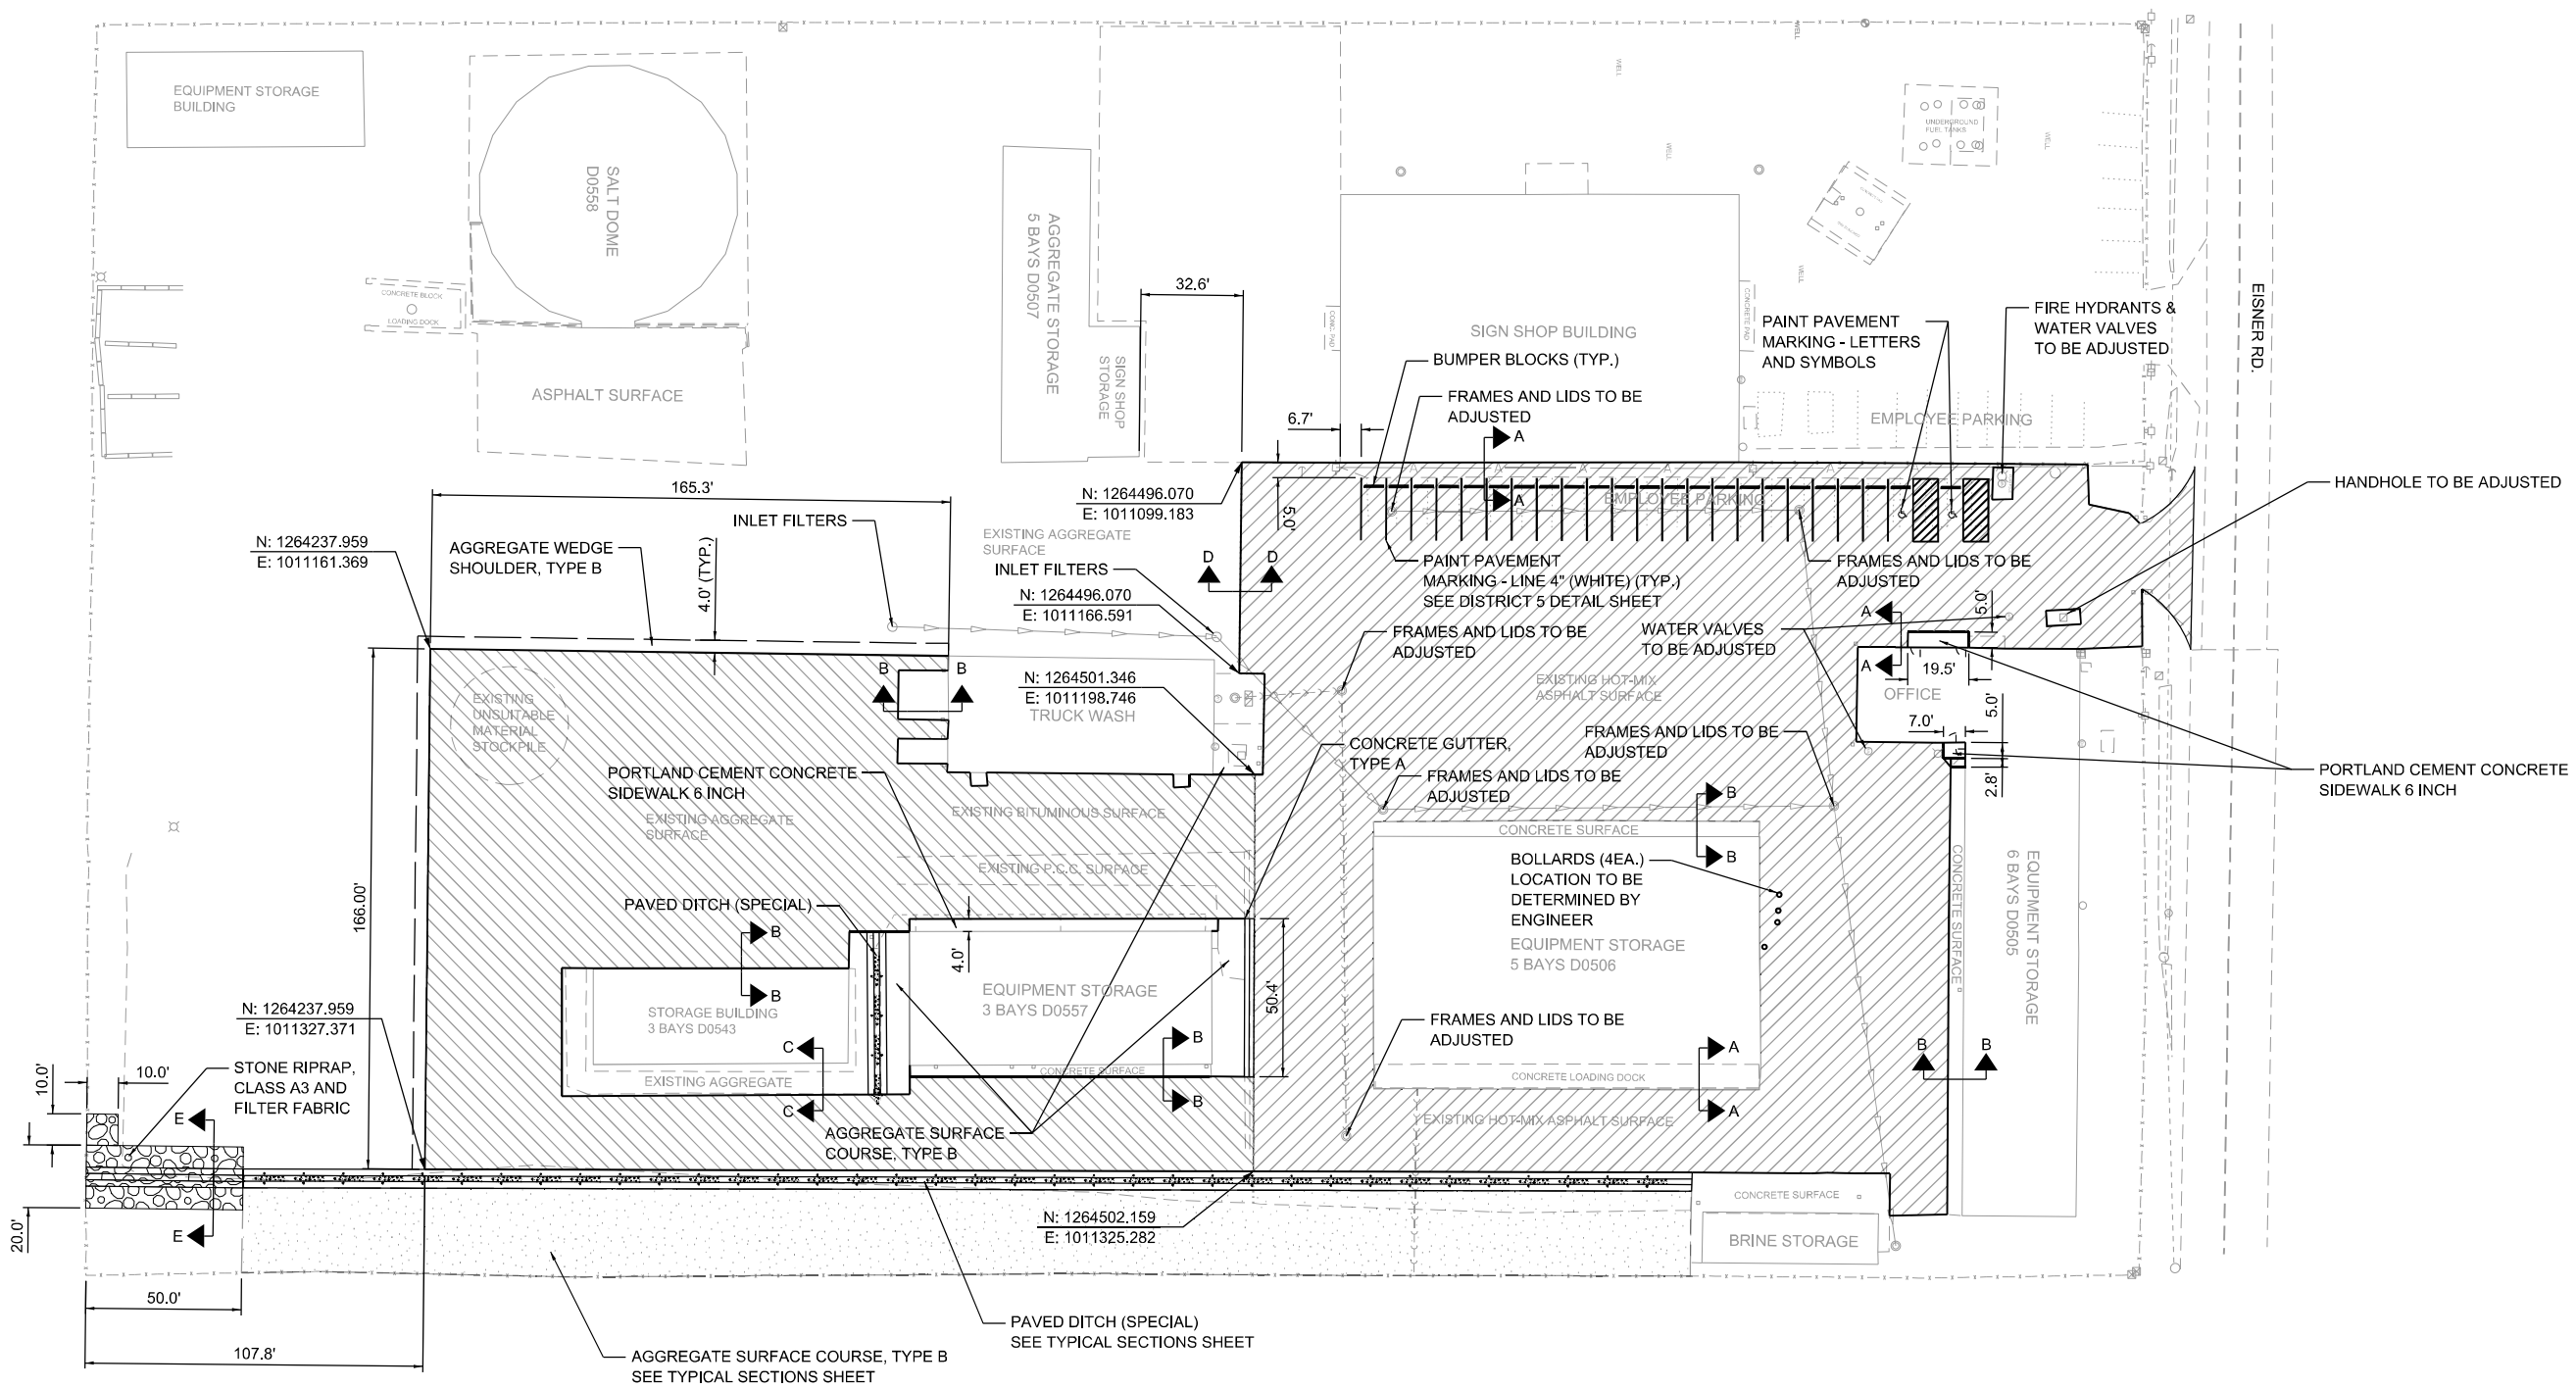 EQUIPMENT STORAGE
BUILDING
SALT DOME
D0558
CONCRETE BLOCK
LOADING DOCK
ASPHALT SURFACE
AGGREGATE STORAGE
5 BAYS D0507
SIGN SHOP
STORAGE
32.6'
CONC. PAD
SIGN SHOP BUILDING
CONCRETE PAD
WELL
WELL
WELL
WELL
WELL
UNDERGROUND
FUEL TANKS
EISNER RD.
PAINT PAVEMENT
MARKING - LETTERS
AND SYMBOLS
FIRE HYDRANTS &
WATER VALVES
TO BE ADJUSTED
BUMPER BLOCKS (TYP.)
FRAMES AND LIDS TO BE
ADJUSTED
6.7'
A
A
EMPLOYEE PARKING
EMPLOYEE PARKING
HANDHOLE TO BE ADJUSTED
165.3'
N: 1264496.070
E: 1011099.183
5.0'
INLET FILTERS
EXISTING AGGREGATE
SURFACE
N: 1264237.959
E: 1011161.369
AGGREGATE WEDGE
SHOULDER, TYPE B
4.0' (TYP.)
D
D
INLET FILTERS
PAINT PAVEMENT
MARKING - LINE 4" (WHITE) (TYP.)
SEE DISTRICT 5 DETAIL SHEET
FRAMES AND LIDS TO BE
ADJUSTED
N: 1264496.070
E: 1011166.591
A
A
5.0'
FRAMES AND LIDS TO BE
ADJUSTED
WATER VALVES
TO BE ADJUSTED
19.5'
OFFICE
B
B
N: 1264501.346
E: 1011198.746
TRUCK WASH
EXISTING HOT-MIX
ASPHALT SURFACE
EXISTING
UNSUITABLE
MATERIAL
STOCKPILE
7.0'
5.0'
2.8'
FRAMES AND LIDS TO BE
ADJUSTED
CONCRETE GUTTER,
TYPE A
PORTLAND CEMENT CONCRETE
SIDEWALK 6 INCH
FRAMES AND LIDS TO BE
ADJUSTED
PORTLAND CEMENT CONCRETE
SIDEWALK 6 INCH
EXISTING AGGREGATE
SURFACE
EXISTING BITUMINOUS SURFACE
B
B
CONCRETE SURFACE
EXISTING P.C.C. SURFACE
BOLLARDS (4EA.)
LOCATION TO BE
DETERMINED BY
ENGINEER
EQUIPMENT STORAGE
5 BAYS D0506
CONCRETE SURFACE
EQUIPMENT STORAGE
6 BAYS D0505
166.00'
PAVED DITCH (SPECIAL)
B
B
4.0'
50.4'
EQUIPMENT STORAGE
3 BAYS D0557
STORAGE BUILDING
3 BAYS D0543
N: 1264237.959
E: 1011327.371
FRAMES AND LIDS TO BE
ADJUSTED
C
C
B
B
A
A
B
B
CONCRETE SURFACE
EXISTING AGGREGATE
CONCRETE LOADING DOCK
10.0'
10.0'
STONE RIPRAP,
CLASS A3 AND
FILTER FABRIC
E
E
AGGREGATE SURFACE
COURSE, TYPE B
EXISTING HOT-MIX ASPHALT SURFACE
20.0'
N: 1264502.159
E: 1011325.282
CONCRETE SURFACE
BRINE STORAGE
50.0'
107.8'
PAVED DITCH (SPECIAL)
SEE TYPICAL SECTIONS SHEET
AGGREGATE SURFACE COURSE, TYPE B
SEE TYPICAL SECTIONS SHEET